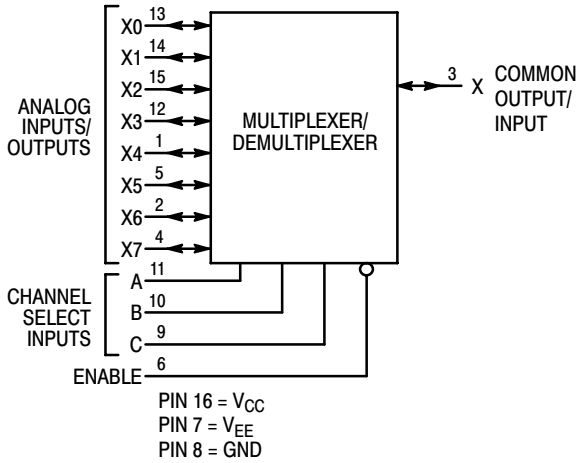 X0 13
X1 14
X2 15
X3 12
X4 1
X5 5
X6 2
X7 4
ANALOG
INPUTS/
OUTPUTS
MULTIPLEXER/
DEMULTIPLEXER
3 X COMMON
OUTPUT/
INPUT
A 11
B 10
C 9
CHANNEL
SELECT
INPUTS
ENABLE 6
PIN 16 = VCC
PIN 7 = VEE
PIN 8 = GND